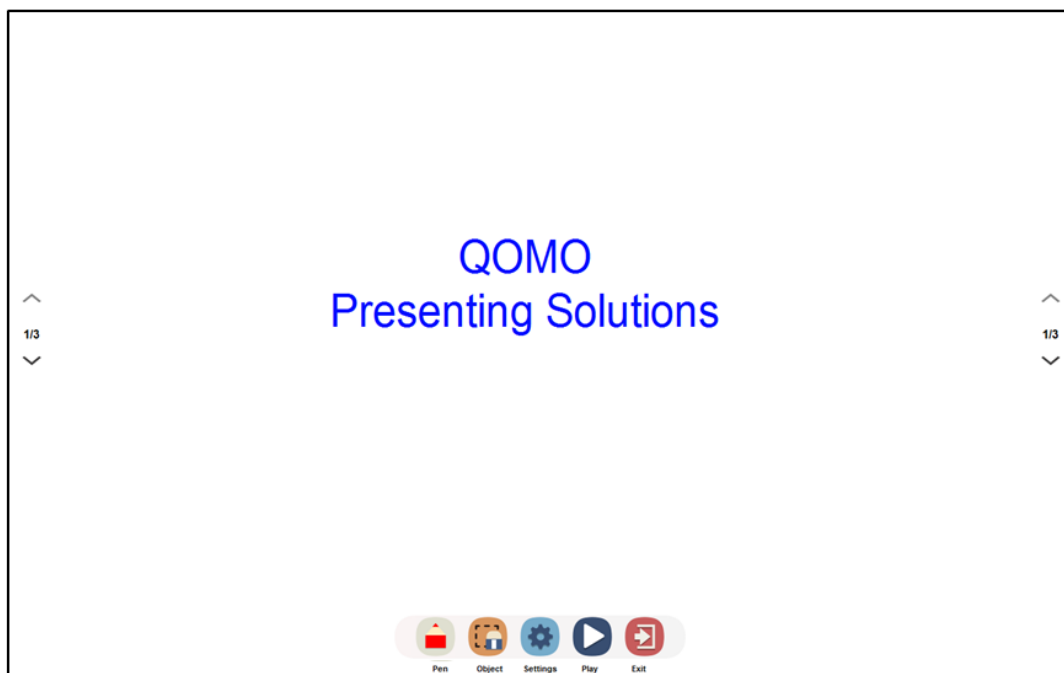 QOMO
Presenting Solutions
1/3
1/3
Pen Object Settings Play Exit